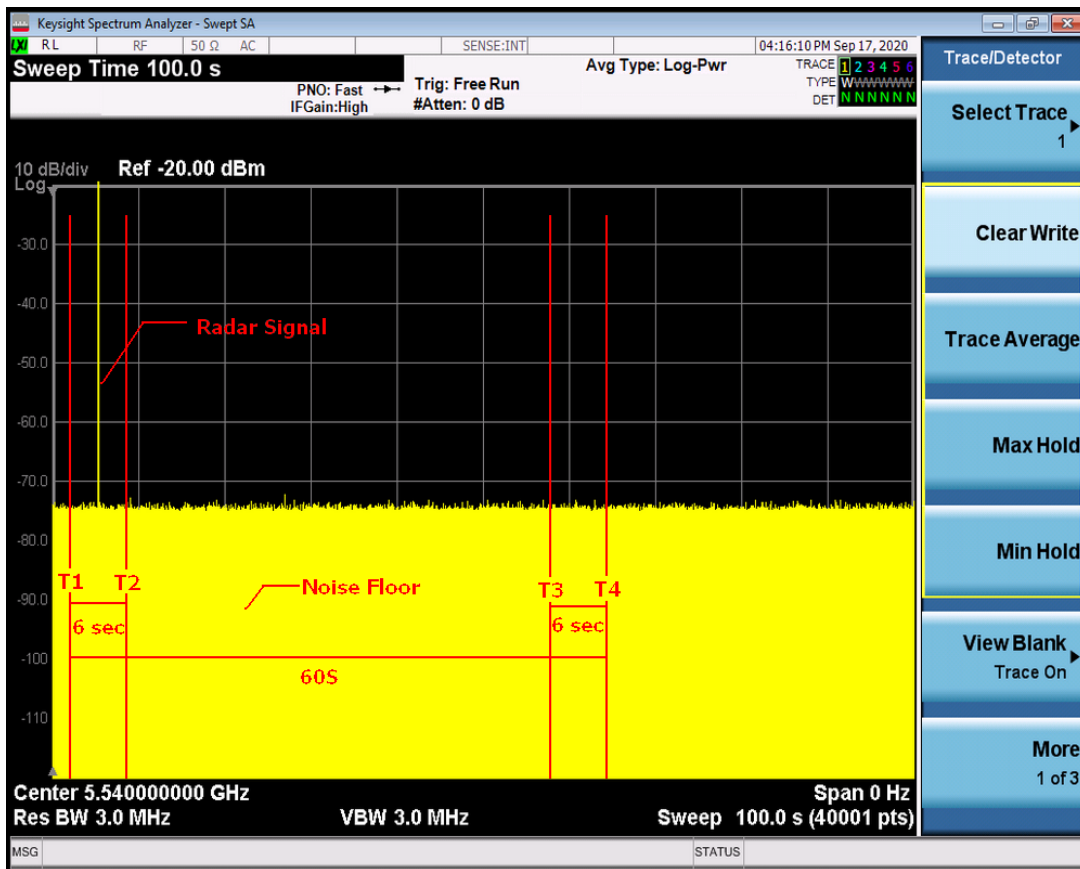 Keysight Spectrum Analyzer - Swept SA
LXI RL RF 50 Ω AC SENSE:INT 04:16:10 PM Sep 17, 2020
Sweep Time 100.0 s
PNO: Fast
IFGain:High
Trig: Free Run
#Atten: 0 dB
Avg Type: Log-Pwr
TRACE 1 2 3 4 5 6
TYPE WWWWWWW
DET N N N N N N
10 dB/div
Log
Ref -20.00 dBm
-30.0
-40.0
Radar Signal
-50.0
-60.0
-70.0
-80.0
T1 T2 Noise Floor T3 T4
-90.0
6 sec 6 sec
-100
60S
-110
Center 5.540000000 GHz Span 0 Hz
Res BW 3.0 MHz VBW 3.0 MHz Sweep 100.0 s (40001 pts)
MSG STATUS
Trace/Detector
Select Trace
1
Clear Write
Trace Average
Max Hold
Min Hold
View Blank
Trace On
More
1 of 3